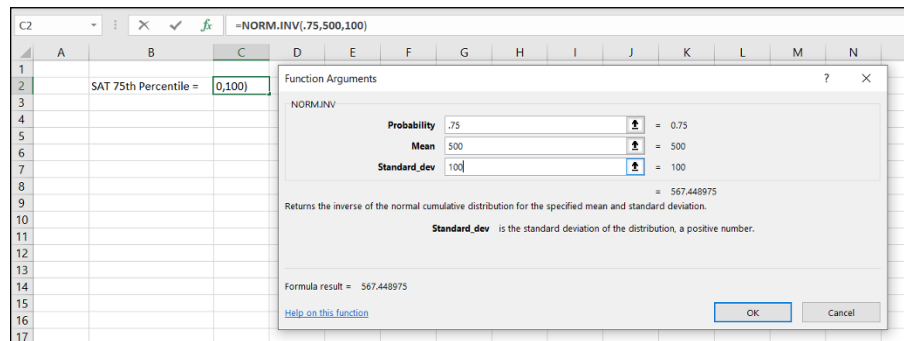 C2 fx =NORM.INV(.75,500,100)
A B C D E F G H I J K L M N
1
2 SAT 75th Percentile = 0,100)
3
4
5
6
7
8
9
10
11
12
13
14
15
16
17
Function Arguments ? ×
NORM.INV
Probability .75 = 0.75
Mean 500 = 500
Standard_dev 100 = 100
= 567.448975
Returns the inverse of the normal cumulative distribution for the specified mean and standard deviation.
Standard_dev is the standard deviation of the distribution, a positive number.
Formula result = 567.448975
Help on this function OK Cancel